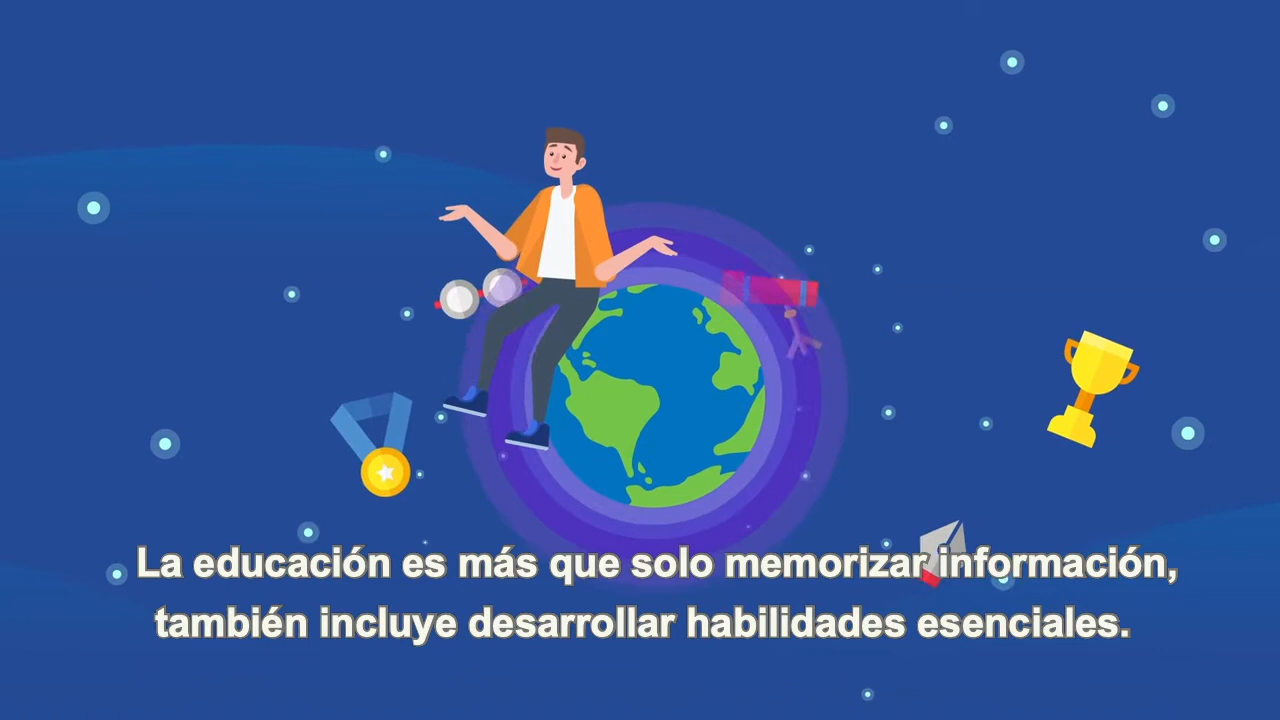 La educación es más que solo memorizar información,
también incluye desarrollar habilidades esenciales.